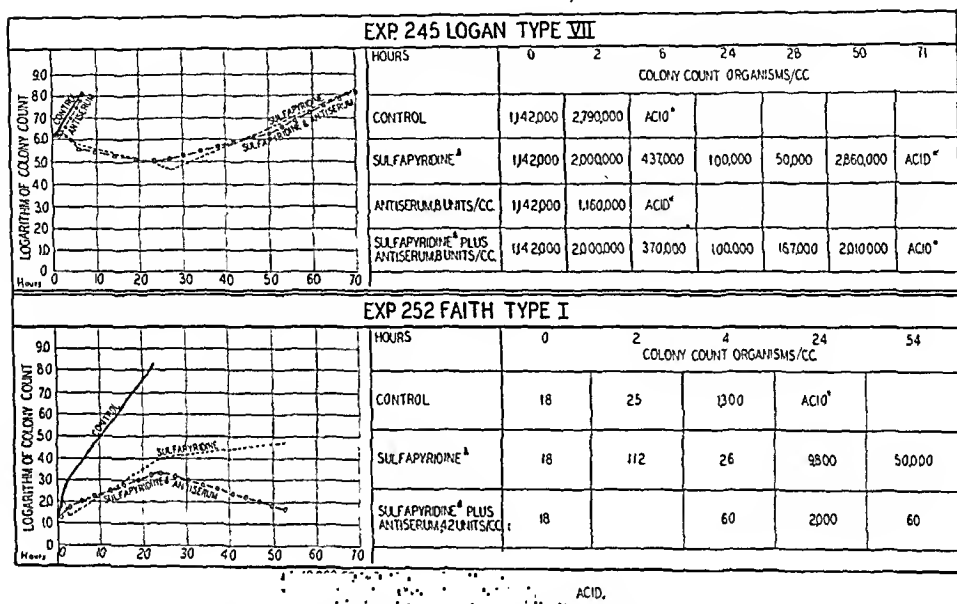 EXP. 245 LOGAN TYPE VII
LOGARITHM OF COLONY COUNT
9.0
8.0
7.0
6.0
5.0
4.0
3.0
2.0
1.0
0
Hours 0 10 20 30 40 50 60 70
CONTROL
ANTISERUM
SULFAPYRIDINE
SULFAPYRIDINE & ANTISERUM
HOURS 0 2 6 24 28 50 71
COLONY COUNT ORGANISMS/CC
CONTROL 1,142,000 2,790,000 ACID
SULFAPYRIDINE 1,142,000 2,000,000 437,000 100,000 50,000 2,860,000 ACID
ANTISERUM,8 UNITS/CC. 1,142,000 1,160,000 ACID
SULFAPYRIDINE PLUS 1,142,000 2,000,000 370,000 100,000 167,000 2,010,000 ACID
ANTISERUM,8 UNITS/CC.
EXP. 252 FAITH TYPE I
LOGARITHM OF COLONY COUNT
9.0
8.0
7.0
6.0
5.0
4.0
3.0
2.0
1.0
0
Hours 0 10 20 30 40 50 60 70
CONTROL
SULFAPYRIDINE
SULFAPYRIDINE & ANTISERUM
HOURS 0 2 4 24 54
COLONY COUNT ORGANISMS/CC.
CONTROL 18 25 1,300 ACID
SULFAPYRIDINE 18 112 26 9,800 50,000
SULFAPYRIDINE PLUS 18 60 2,000 60
ANTISERUM,42 UNITS/CC.
ACID.